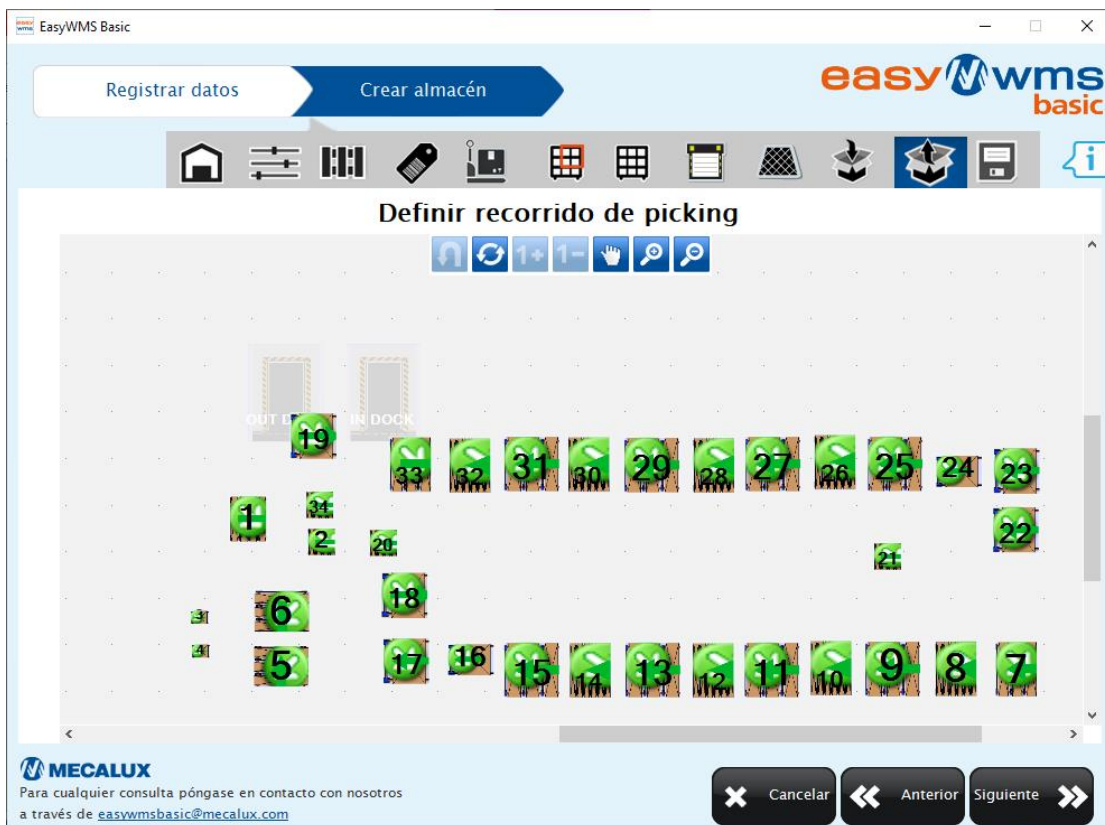 EasyWMS Basic
easy wms
basic
Registrar datos
Crear almacén
Definir recorrido de picking
1+ 1-
IN DOCK
19
33 32 31 30 29 28 27 26 25 24 23
1 34
2 20
22
21
18
3 6
4 5
17 16 15 14 13 12 11 10 9 8 7
MECALUX
Para cualquier consulta póngase en contacto con nosotros
a través de easywmsbasic@mecalux.com
Cancelar
Anterior
Siguiente